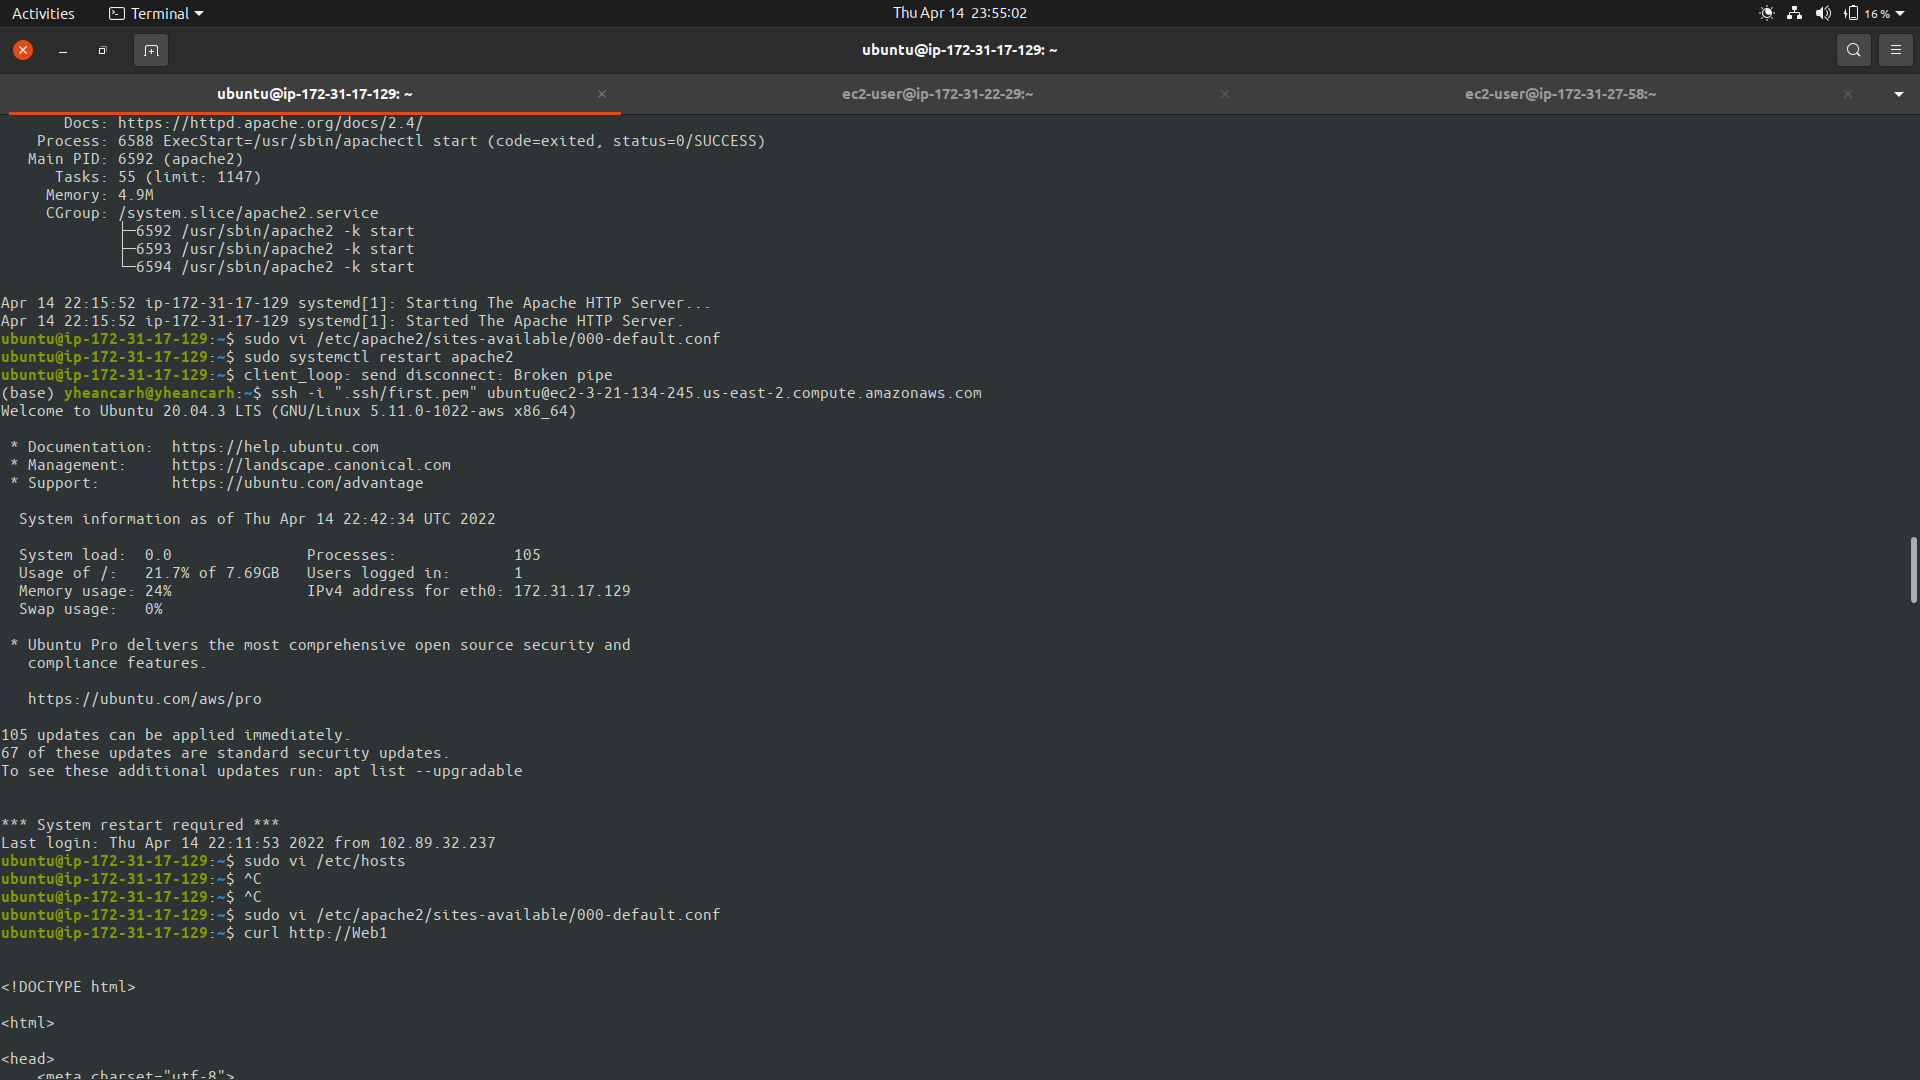 Activities
Terminal
Thu Apr 14 23:55:02
16 %
ubuntu@ip-172-31-17-129: ~
ubuntu@ip-172-31-17-129: ~
ec2-user@ip-172-31-22-29:~
ec2-user@ip-172-31-27-58:~
Docs: https://httpd.apache.org/docs/2.4/
Process: 6588 ExecStart=/usr/sbin/apachectl start (code=exited, status=0/SUCCESS)
Main PID: 6592 (apache2)
Tasks: 55 (limit: 1147)
Memory: 4.9M
CGroup: /system.slice/apache2.service
├─6592 /usr/sbin/apache2 -k start
├─6593 /usr/sbin/apache2 -k start
└─6594 /usr/sbin/apache2 -k start
Apr 14 22:15:52 ip-172-31-17-129 systemd[1]: Starting The Apache HTTP Server...
Apr 14 22:15:52 ip-172-31-17-129 systemd[1]: Started The Apache HTTP Server.
ubuntu@ip-172-31-17-129:~$ sudo vi /etc/apache2/sites-available/000-default.conf
ubuntu@ip-172-31-17-129:~$ sudo systemctl restart apache2
ubuntu@ip-172-31-17-129:~$ client_loop: send disconnect: Broken pipe
(base) yheancarh@yheancarh:~$ ssh -i ".ssh/first.pem" ubuntu@ec2-3-21-134-245.us-east-2.compute.amazonaws.com
Welcome to Ubuntu 20.04.3 LTS (GNU/Linux 5.11.0-1022-aws x86_64)
* Documentation:  https://help.ubuntu.com
* Management:     https://landscape.canonical.com
* Support:        https://ubuntu.com/advantage
System information as of Thu Apr 14 22:42:34 UTC 2022
System load:  0.0               Processes:             105
Usage of /:   21.7% of 7.69GB   Users logged in:       1
Memory usage: 24%               IPv4 address for eth0: 172.31.17.129
Swap usage:   0%
* Ubuntu Pro delivers the most comprehensive open source security and
compliance features.
https://ubuntu.com/aws/pro
105 updates can be applied immediately.
67 of these updates are standard security updates.
To see these additional updates run: apt list --upgradable
*** System restart required ***
Last login: Thu Apr 14 22:11:53 2022 from 102.89.32.237
ubuntu@ip-172-31-17-129:~$ sudo vi /etc/hosts
ubuntu@ip-172-31-17-129:~$ ^C
ubuntu@ip-172-31-17-129:~$ ^C
ubuntu@ip-172-31-17-129:~$ sudo vi /etc/apache2/sites-available/000-default.conf
ubuntu@ip-172-31-17-129:~$ curl http://Web1
<!DOCTYPE html>
<html>
<head>
<meta charset="utf-8">